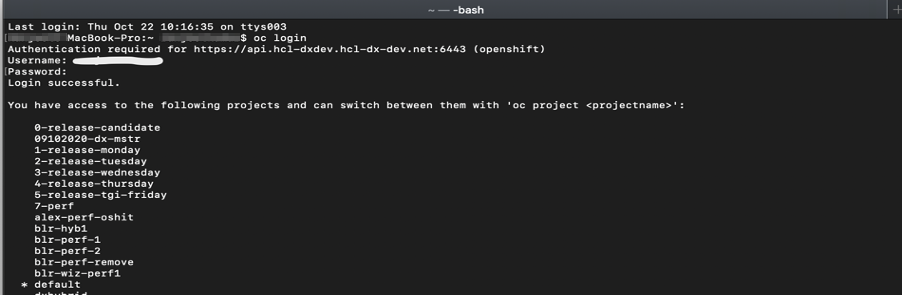 ~ — -bash
Last login: Thu Oct 22 10:16:35 on ttys003
MacBook-Pro:~ $ oc login
Authentication required for https://api.hcl-dxdev.hcl-dx-dev.net:6443 (openshift)
Username:
Password:
Login successful.
You have access to the following projects and can switch between them with 'oc project <projectname>':
0-release-candidate
09102020-dx-mstr
1-release-monday
2-release-tuesday
3-release-wednesday
4-release-thursday
5-release-tgi-friday
7-perf
alex-perf-oshit
blr-hyb1
blr-perf-1
blr-perf-2
blr-perf-remove
blr-wiz-perf1
* default